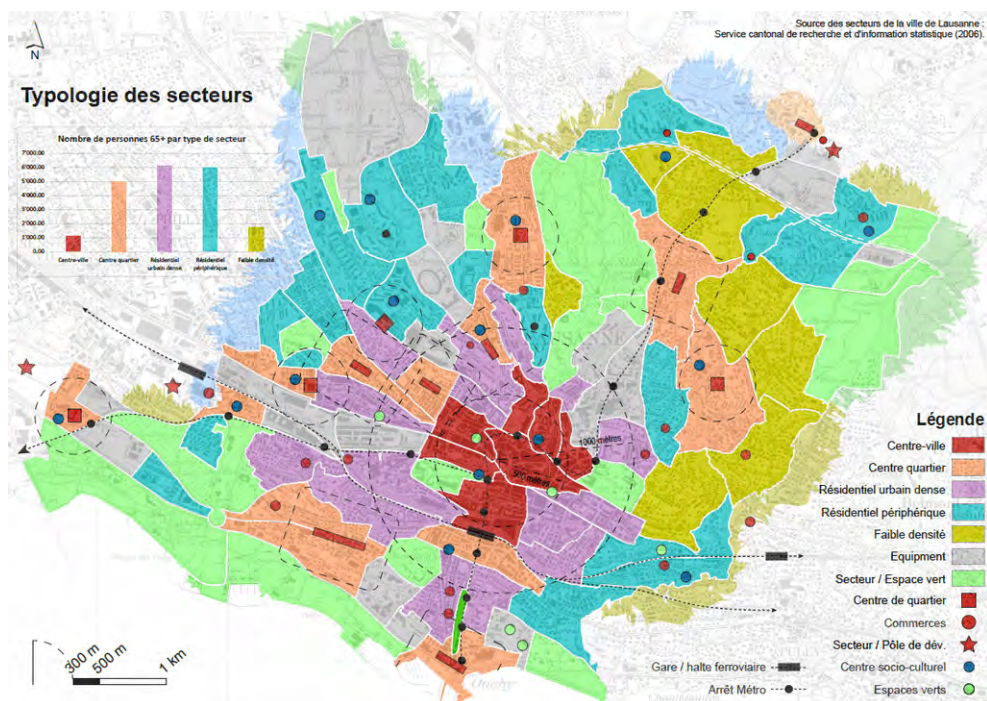 Source des secteurs de la ville de Lausanne :
Service cantonal de recherche et d'information statistique (2006).
N
Typologie des secteurs
Nombre de personnes 65+ par type de secteur
7'000.00
6'000.00
5'000.00
4'000.00
3'000.00
2'000.00
1'000.00
0.00
Centre-ville
Centre quartier
Résidentiel
urbain dense
Résidentiel
périphérique
Faible densité
1000 mètres
500 mètres
Légende
Centre-ville
Centre quartier
Résidentiel urbain dense
Résidentiel périphérique
Faible densité
Equipment
Secteur / Espace vert
Centre de quartier
Commerces
Secteur / Pôle de dév.
Gare / halte ferroviaire
Centre socio-culturel
Arrêt Métro
Espaces verts
300 m
500 m
1 km